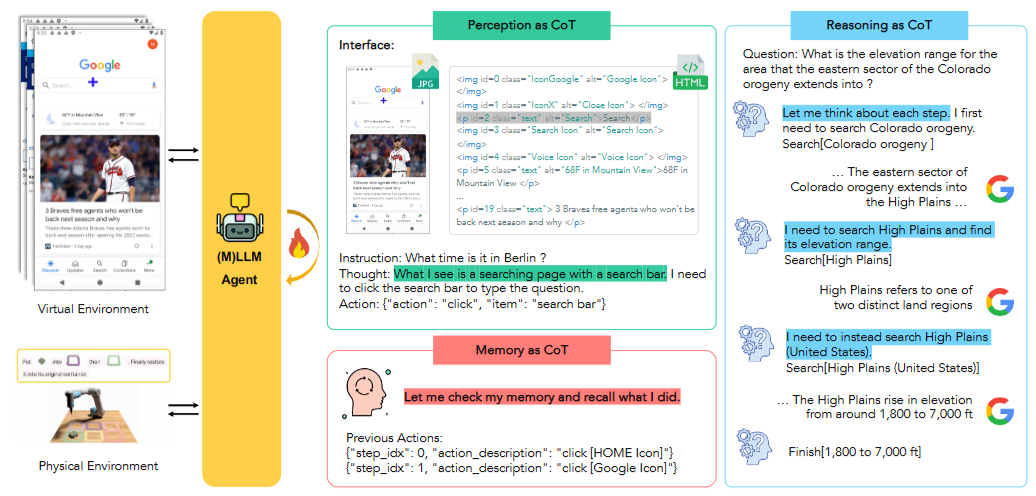 Google
Search...
68°F in Mountain View
3 Braves free agents who won't be
back next season and why
Discover
Updates
Search
Collections
More
Virtual Environment
Put
into
then
. Finally restore
it into its original container.
Physical Environment
(M)LLM
Agent
Perception as CoT
Interface:
Google
Search...
3 Braves free agents who won't be
back next season and why
JPG
</>
HTML
<img id=0 class="IconGoogle" alt="Google Icon">
</img>
<img id=1 class="IconX" alt="Close Icon"> </img>
<p id=2 class="text" alt="Search">Search</p>
<img id=3 class="Search Icon" alt="Search Icon">
</img>
<img id=4 class="Voice Icon" alt="Voice Icon"> </img>
<p id=5 class="text" alt="68F in Mountain View">68F in
Mountain View </p>
...
<p id=19 class="text"> 3 Braves free agents who won't be
back next season and why </p>
Instruction: What time is it in Berlin ?
Thought: What I see is a searching page with a search bar. I need
to click the search bar to type the question.
Action: {"action": "click", "item": "search bar"}
Memory as CoT
Let me check my memory and recall what I did.
Previous Actions:
{"step_idx": 0, "action_description": "click [HOME Icon]"}
{"step_idx": 1, "action_description": "click [Google Icon]"}
Reasoning as CoT
Question: What is the elevation range for the
area that the eastern sector of the Colorado
orogeny extends into ?
Let me think about each step. I first
need to search Colorado orogeny.
Search[Colorado orogeny ]
... The eastern sector of
Colorado orogeny extends into
the High Plains ...
I need to search High Plains and find
its elevation range.
Search[High Plains]
High Plains refers to one of
two distinct land regions
I need to instead search High Plains
(United States).
Search[High Plains (United States)]
... The High Plains rise in elevation
from around 1,800 to 7,000 ft
Finish[1,800 to 7,000 ft]